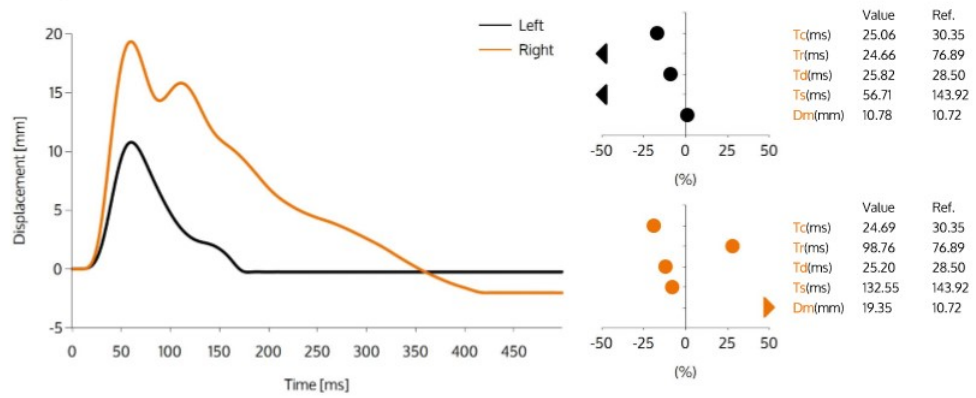 Displacement [mm]
20
15
10
5
0
-5
0 50 100 150 200 250 300 350 400 450
Time [ms]
Left
Right
-50 -25 0 25 50
(%)
Value Ref.
Tc(ms) 25.06 30.35
Tr(ms) 24.66 76.89
Td(ms) 25.82 28.50
Ts(ms) 56.71 143.92
Dm(mm) 10.78 10.72
-50 -25 0 25 50
(%)
Value Ref.
Tc(ms) 24.69 30.35
Tr(ms) 98.76 76.89
Td(ms) 25.20 28.50
Ts(ms) 132.55 143.92
Dm(mm) 19.35 10.72